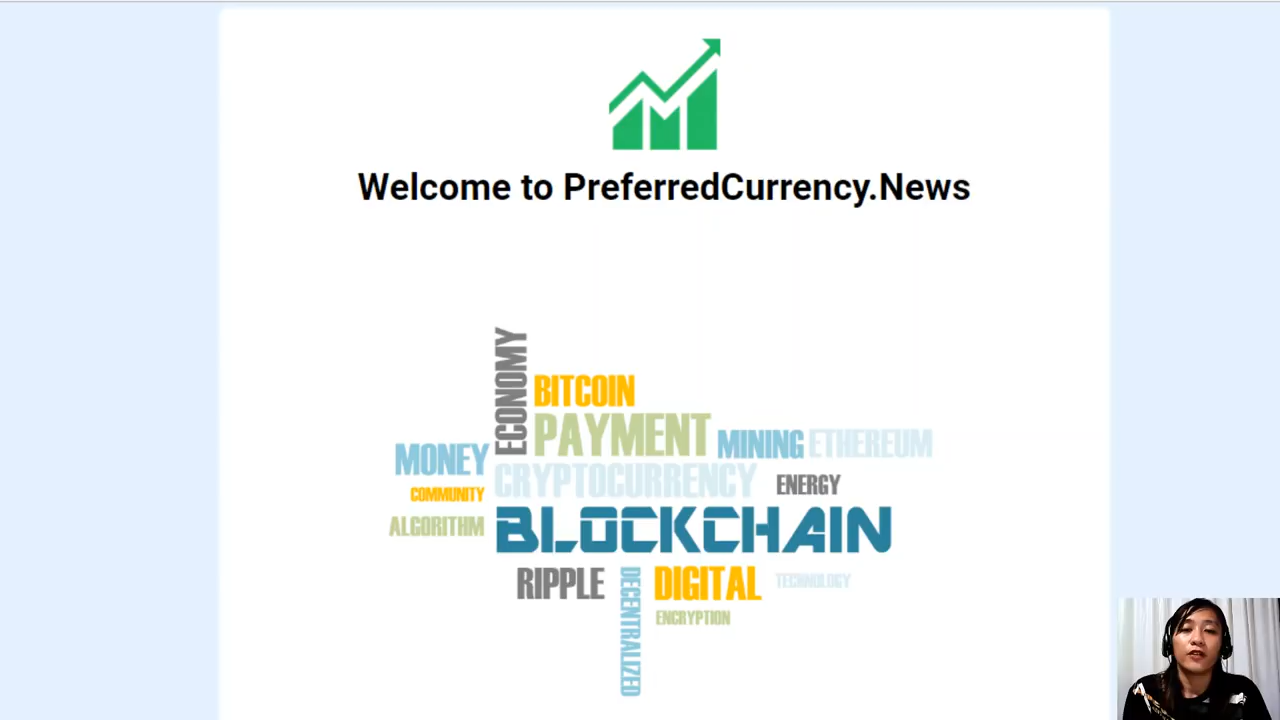 Welcome to PreferredCurrency.News
ECONOMY
BITCOIN
PAYMENT
MONEY
MINING
ETHEREUM
CRYPTOCURRENCY
COMMUNITY
ENERGY
ALGORITHM
BLOCKCHAIN
RIPPLE
DECENTRALIZED
DIGITAL
TECHNOLOGY
ENCRYPTION